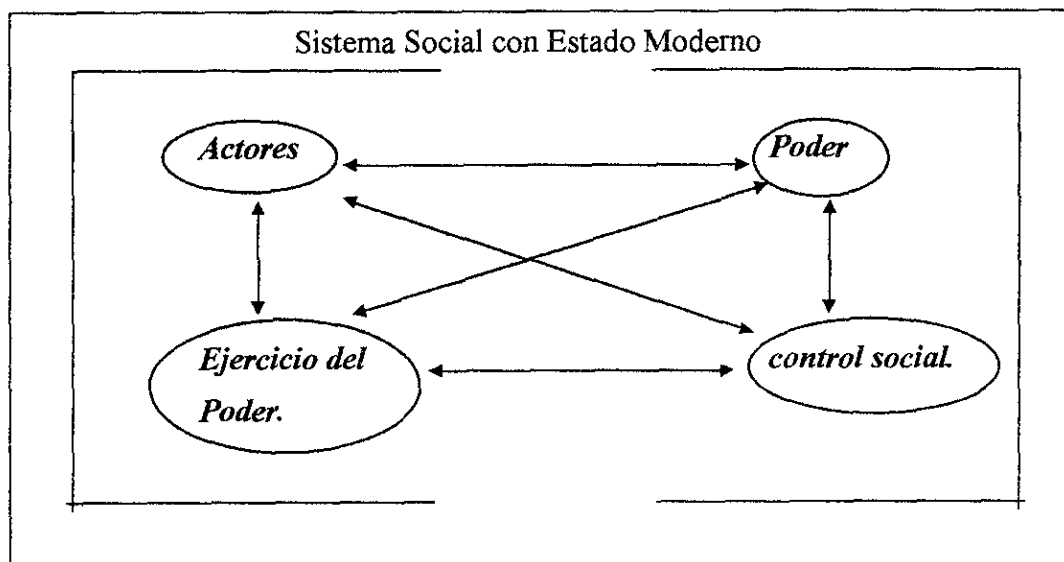 Sistema Social con Estado Moderno
Actores
Poder
Ejercicio del
Poder.
control social.